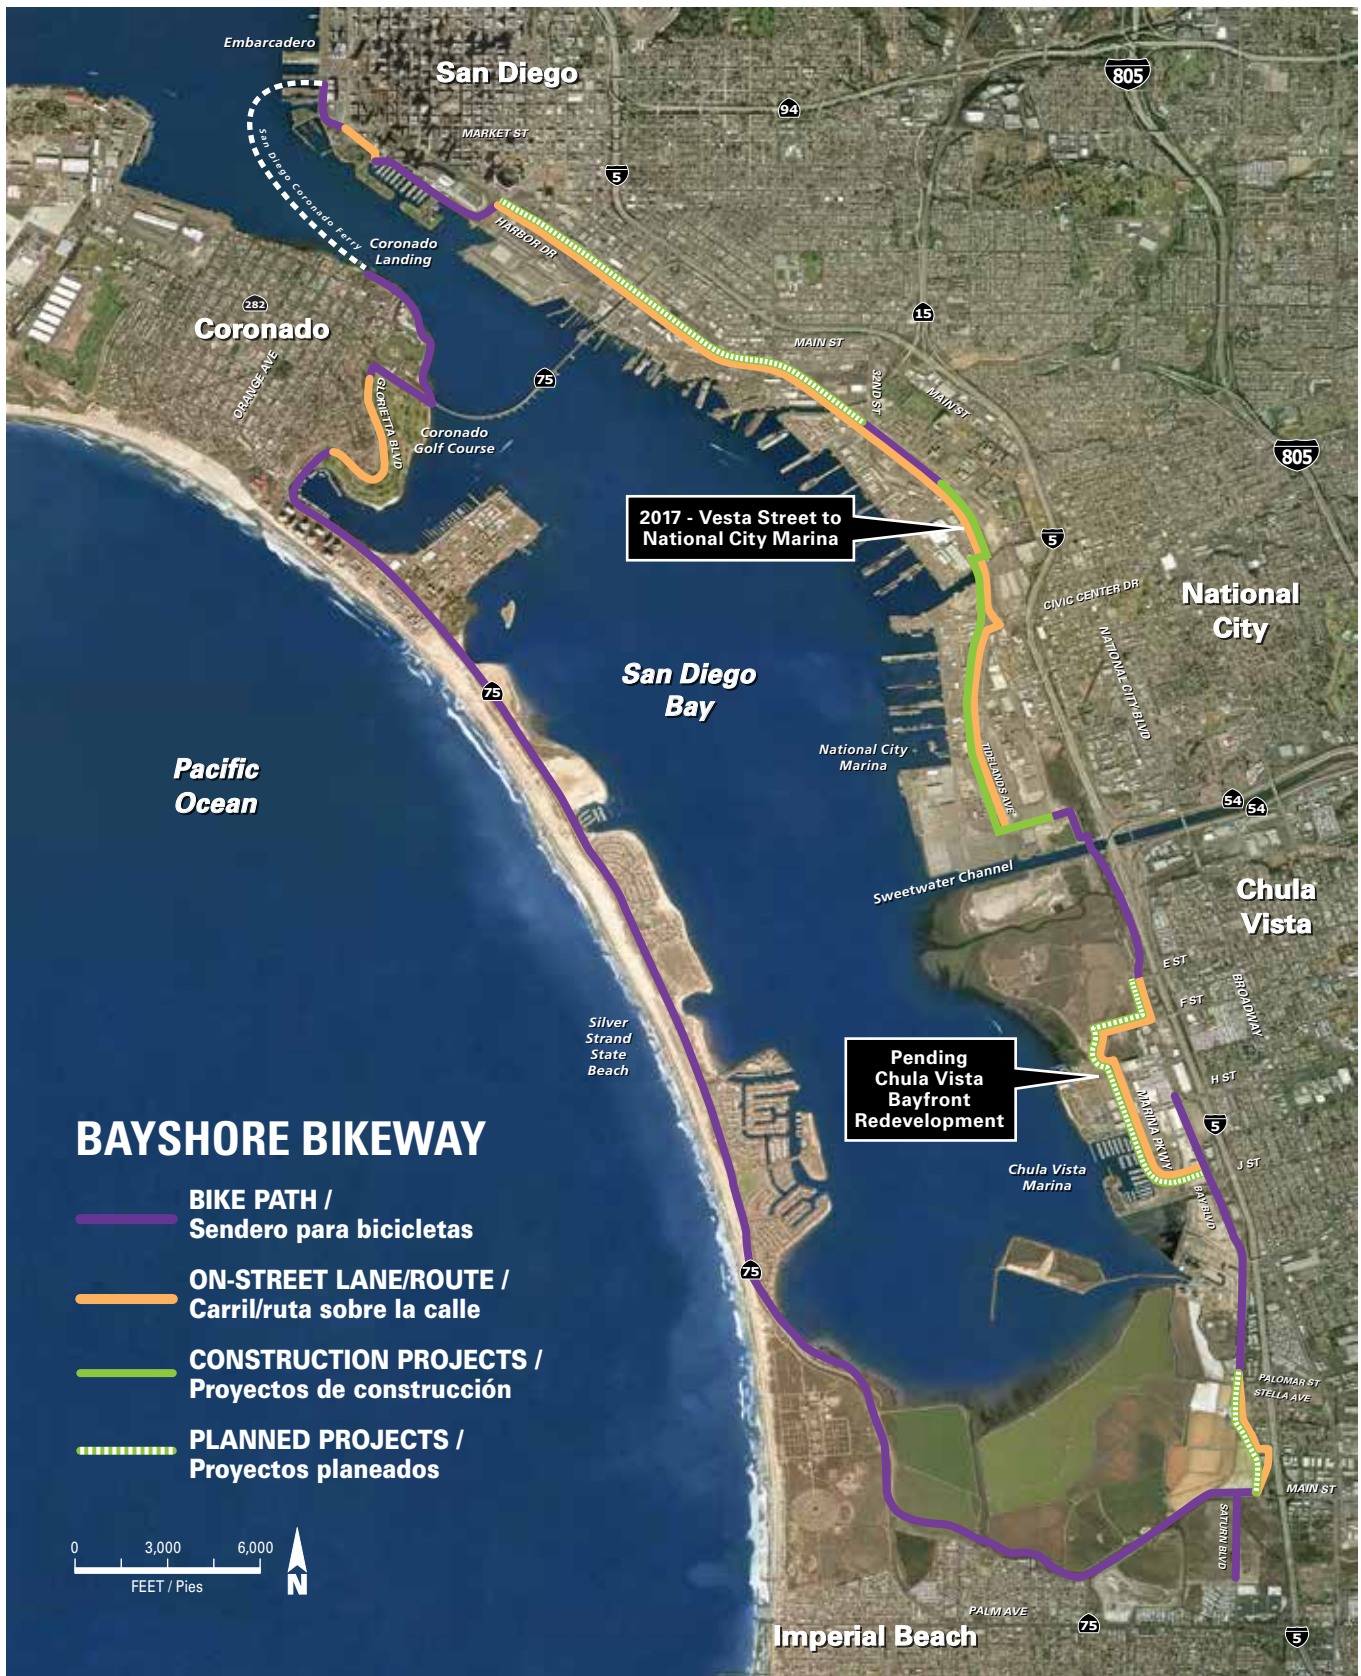 Embarcadero
San Diego
805
94
MARKET ST
5
San Diego Coronado Ferry
HARBOR DR
Coronado
Landing
282
Coronado
15
MAIN ST
ORANGE AVE
GLORIETTA BLVD
75
32ND ST
MAIN ST
Coronado
Golf Course
805
2017 - Vesta Street to
National City Marina
5
CIVIC CENTER DR
National
City
NATIONAL CITY BLVD
San Diego
Bay
75
National City
Marina
TIDELANDS AVE
Pacific
Ocean
54
54
Sweetwater Channel
Chula
Vista
E ST
F ST
BROADWAY
Silver
Strand
State
Beach
Pending
Chula Vista
Bayfront
Redevelopment
H ST
MARINA PKWY
5
J ST
Chula Vista
Marina
BAY BLVD
75
BAYSHORE BIKEWAY
BIKE PATH /
Sendero para bicicletas
ON-STREET LANE/ROUTE /
Carril/ruta sobre la calle
CONSTRUCTION PROJECTS /
Proyectos de construcción
PLANNED PROJECTS /
Proyectos planeados
PALOMAR ST
STELLA AVE
MAIN ST
SATURN BLVD
0 3,000 6,000
FEET / Pies
N
PALM AVE
75
Imperial Beach
5